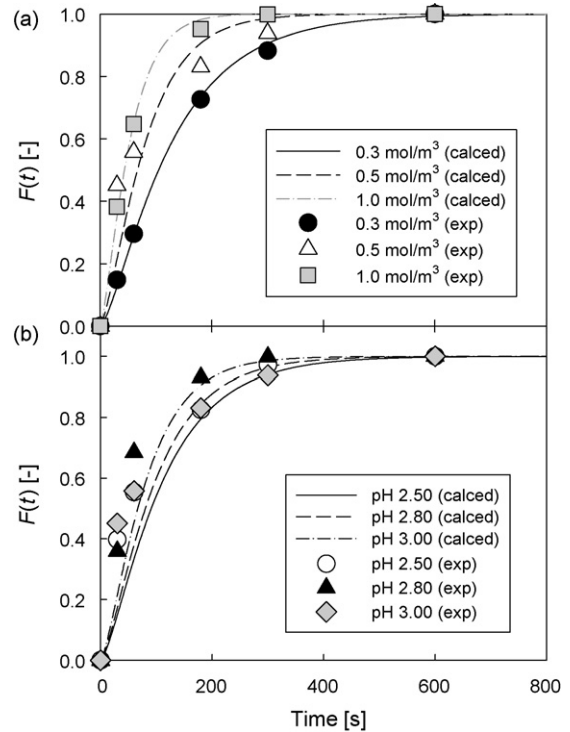 (a)
1.0
0.8
0.6
0.4
0.2
0.0
F(t) [-]
0.3 mol/m³ (calced)
0.5 mol/m³ (calced)
1.0 mol/m³ (calced)
0.3 mol/m³ (exp)
0.5 mol/m³ (exp)
1.0 mol/m³ (exp)
(b)
1.0
0.8
0.6
0.4
0.2
0.0
F(t) [-]
pH 2.50 (calced)
pH 2.80 (calced)
pH 3.00 (calced)
pH 2.50 (exp)
pH 2.80 (exp)
pH 3.00 (exp)
0 200 400 600 800
Time [s]